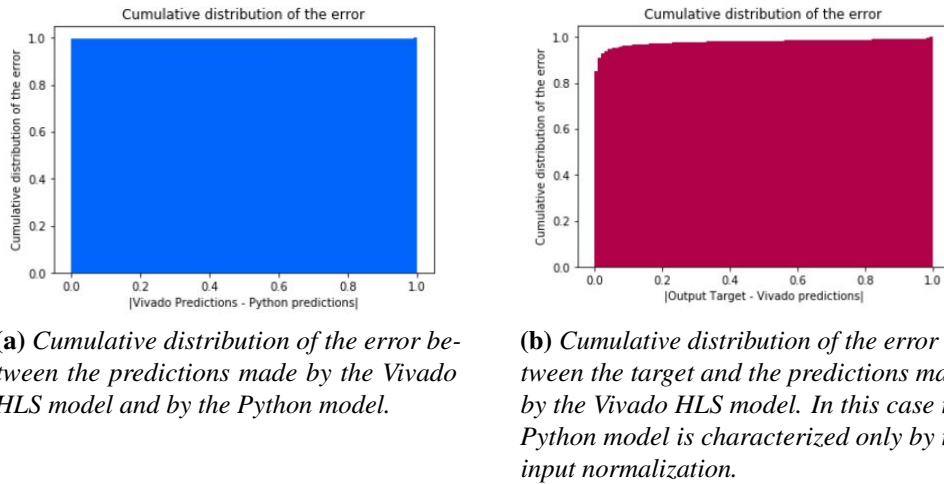 Cumulative distribution of the error
Cumulative distribution of the error
1.0
0.8
0.6
0.4
0.2
0.0
0.0 0.2 0.4 0.6 0.8 1.0
|Vivado Predictions - Python predictions|
(a) Cumulative distribution of the error be-
tween the predictions made by the Vivado
HLS model and by the Python model.
Cumulative distribution of the error
Cumulative distribution of the error
1.0
0.8
0.6
0.4
0.2
0.0
0.0 0.2 0.4 0.6 0.8 1.0
|Output Target - Vivado predictions|
(b) Cumulative distribution of the error
tween the target and the predictions
by the Vivado HLS model. In this case
Python model is characterized only by
input normalization.